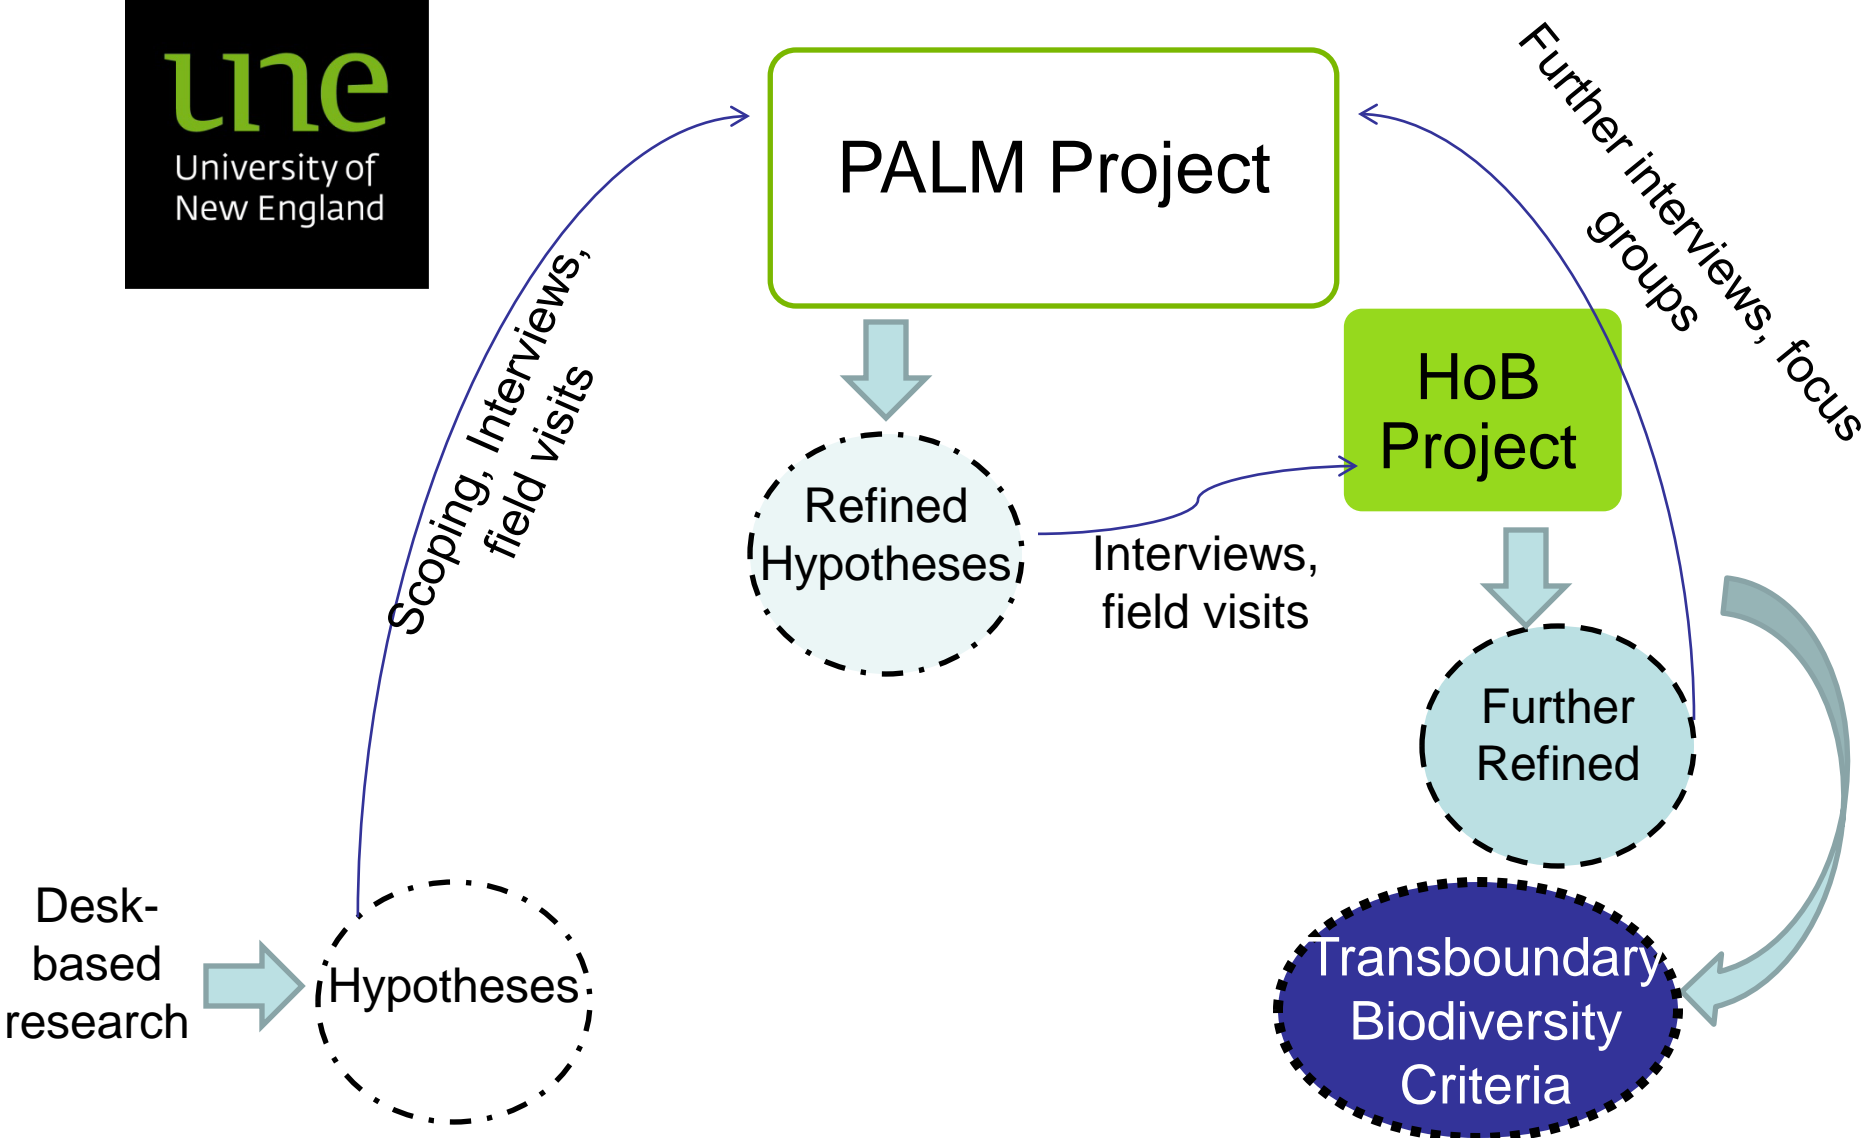 une
University of
New England
PALM Project
Further interviews, focus
groups
Scoping, Interviews,
field visits
HoB
Project
Refined
Hypotheses
Interviews,
field visits
Further
Refined
Desk-
based
research
Hypotheses
Transboundary
Biodiversity
Criteria